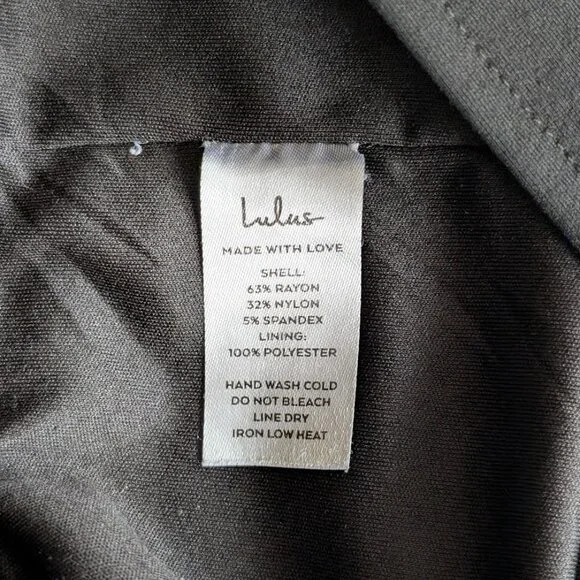 Lulus
MADE WITH LOVE
SHELL:
63% RAYON
32% NYLON
5% SPANDEX
LINING:
100% POLYESTER
HAND WASH COLD
DO NOT BLEACH
LINE DRY
IRON LOW HEAT